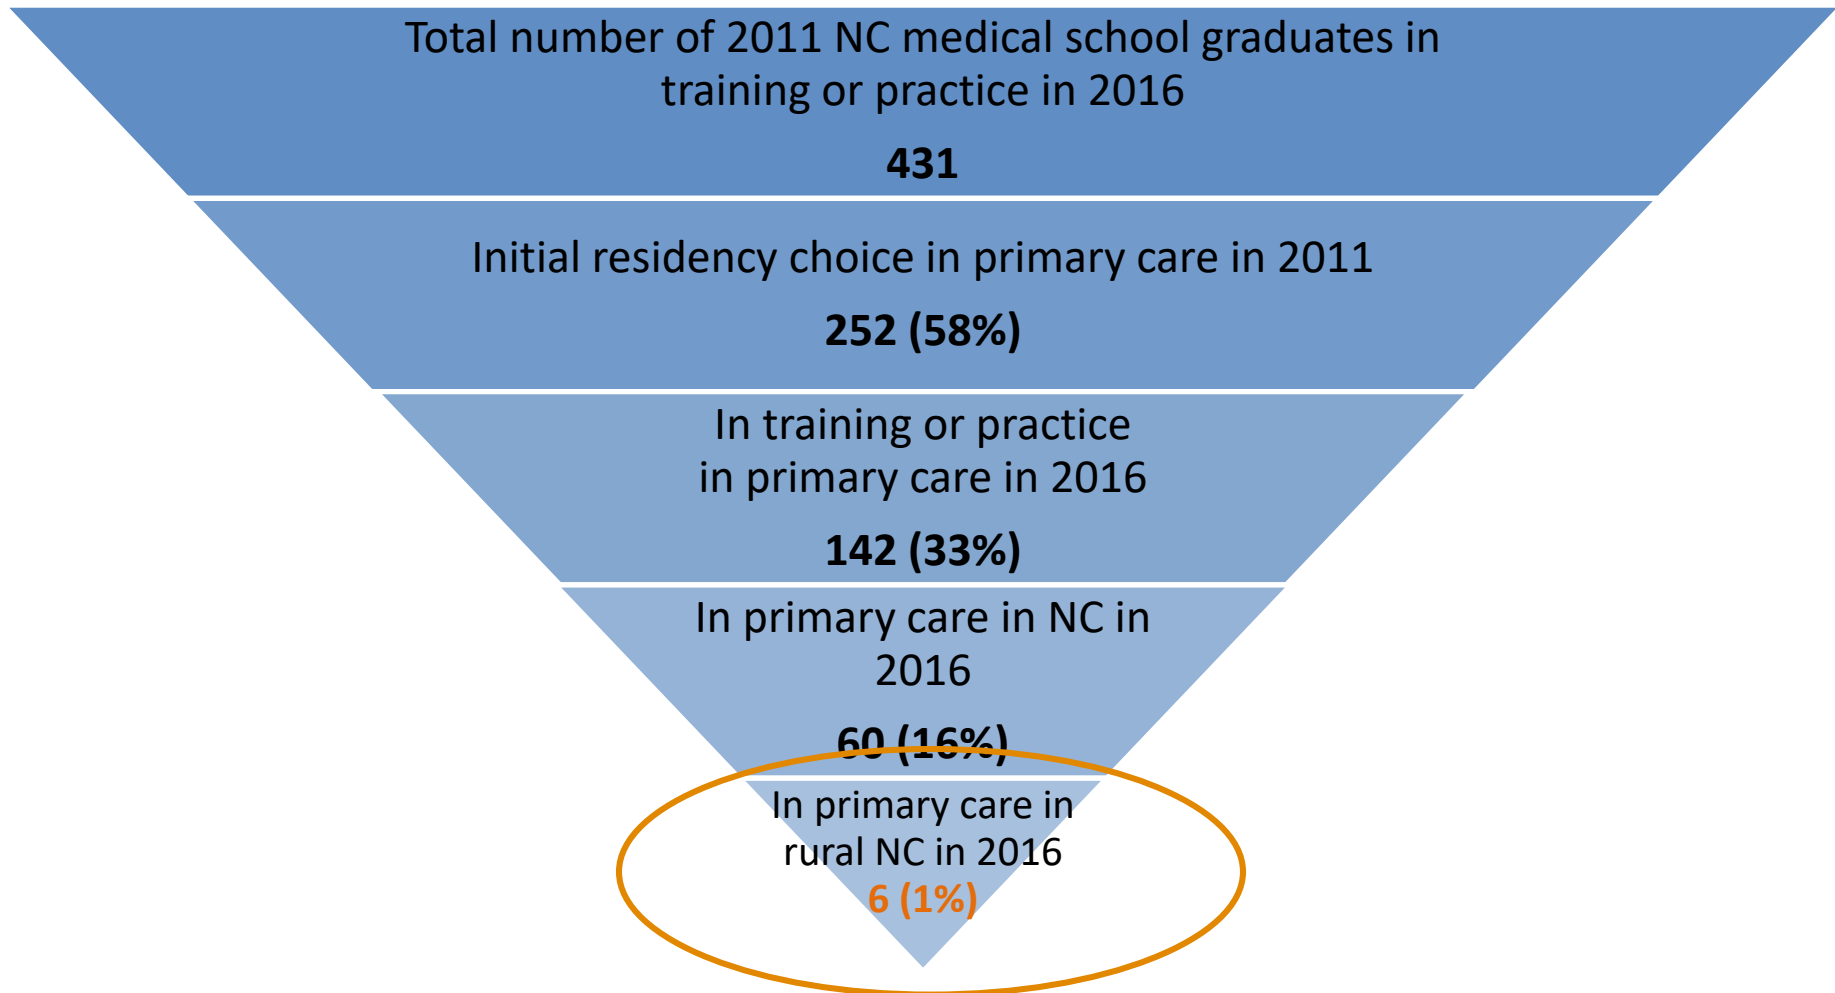 Total number of 2011 NC medical school graduates in
training or practice in 2016
431
Initial residency choice in primary care in 2011
252 (58%)
In training or practice
in primary care in 2016
142 (33%)
In primary care in NC in
2016
60 (16%)
In primary care in
rural NC in 2016
6 (1%)